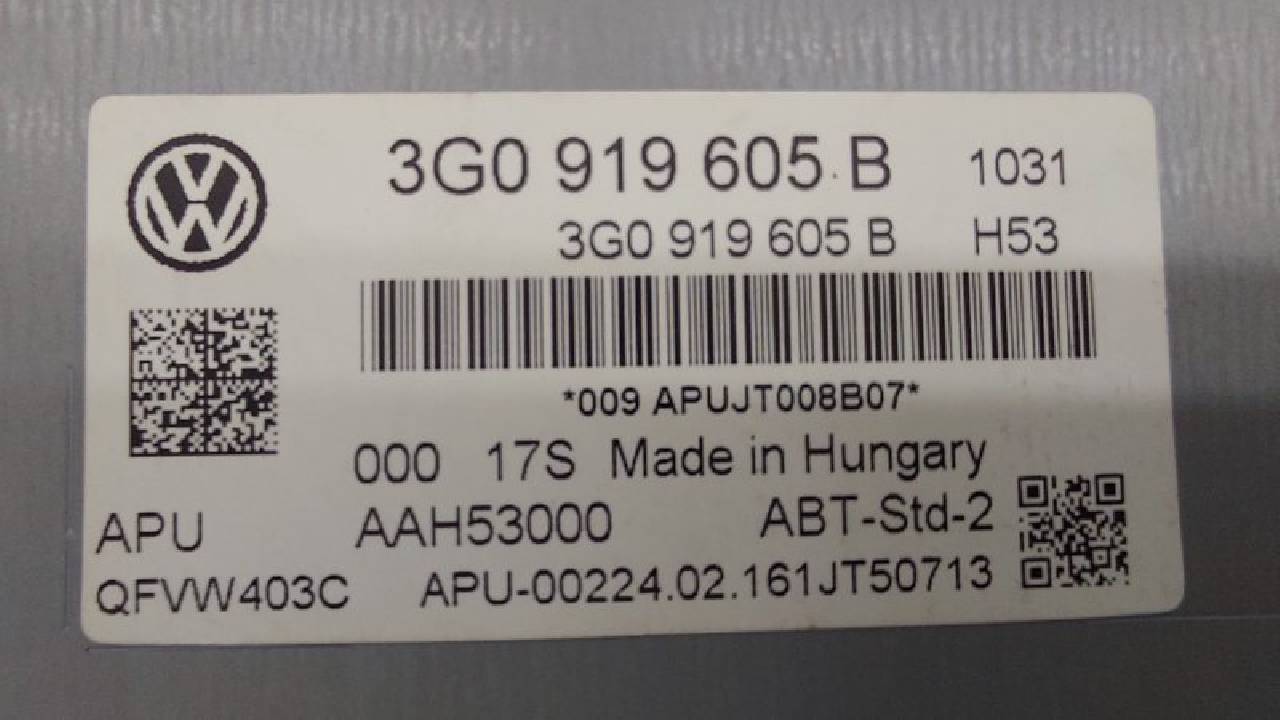 3G0 919 605 B 1031
3G0 919 605 B H53
*009 APUJT008B07*
000 17S Made in Hungary
APU AAH53000 ABT-Std-2
QFVW403C APU-00224.02.161JT50713